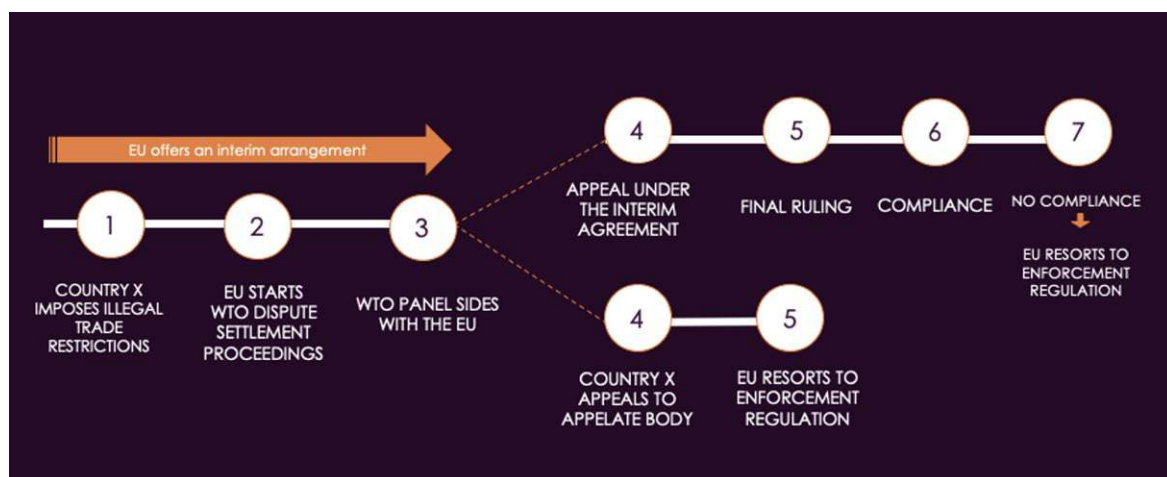 EU offers an interim arrangement
1
COUNTRY X
IMPOSES ILLEGAL
TRADE
RESTRICTIONS
2
EU STARTS
WTO DISPUTE
SETTLEMENT
PROCEEDINGS
3
WTO PANEL SIDES
WITH THE EU
4
APPEAL UNDER
THE INTERIM
AGREEMENT
5
FINAL RULING
6
COMPLIANCE
7
NO COMPLIANCE
EU RESORTS TO
ENFORCEMENT
REGULATION
4
COUNTRY X
APPEALS TO
APPELATE BODY
5
EU RESORTS TO
ENFORCEMENT
REGULATION